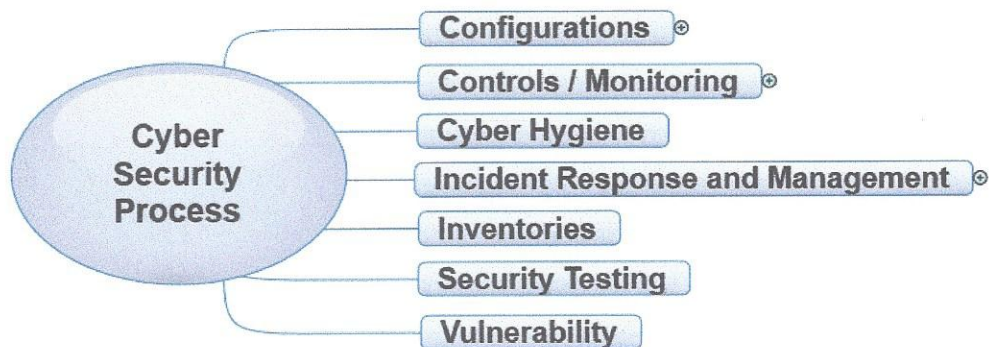 Cyber
Security
Process
Configurations
Controls / Monitoring
Cyber Hygiene
Incident Response and Management
Inventories
Security Testing
Vulnerability